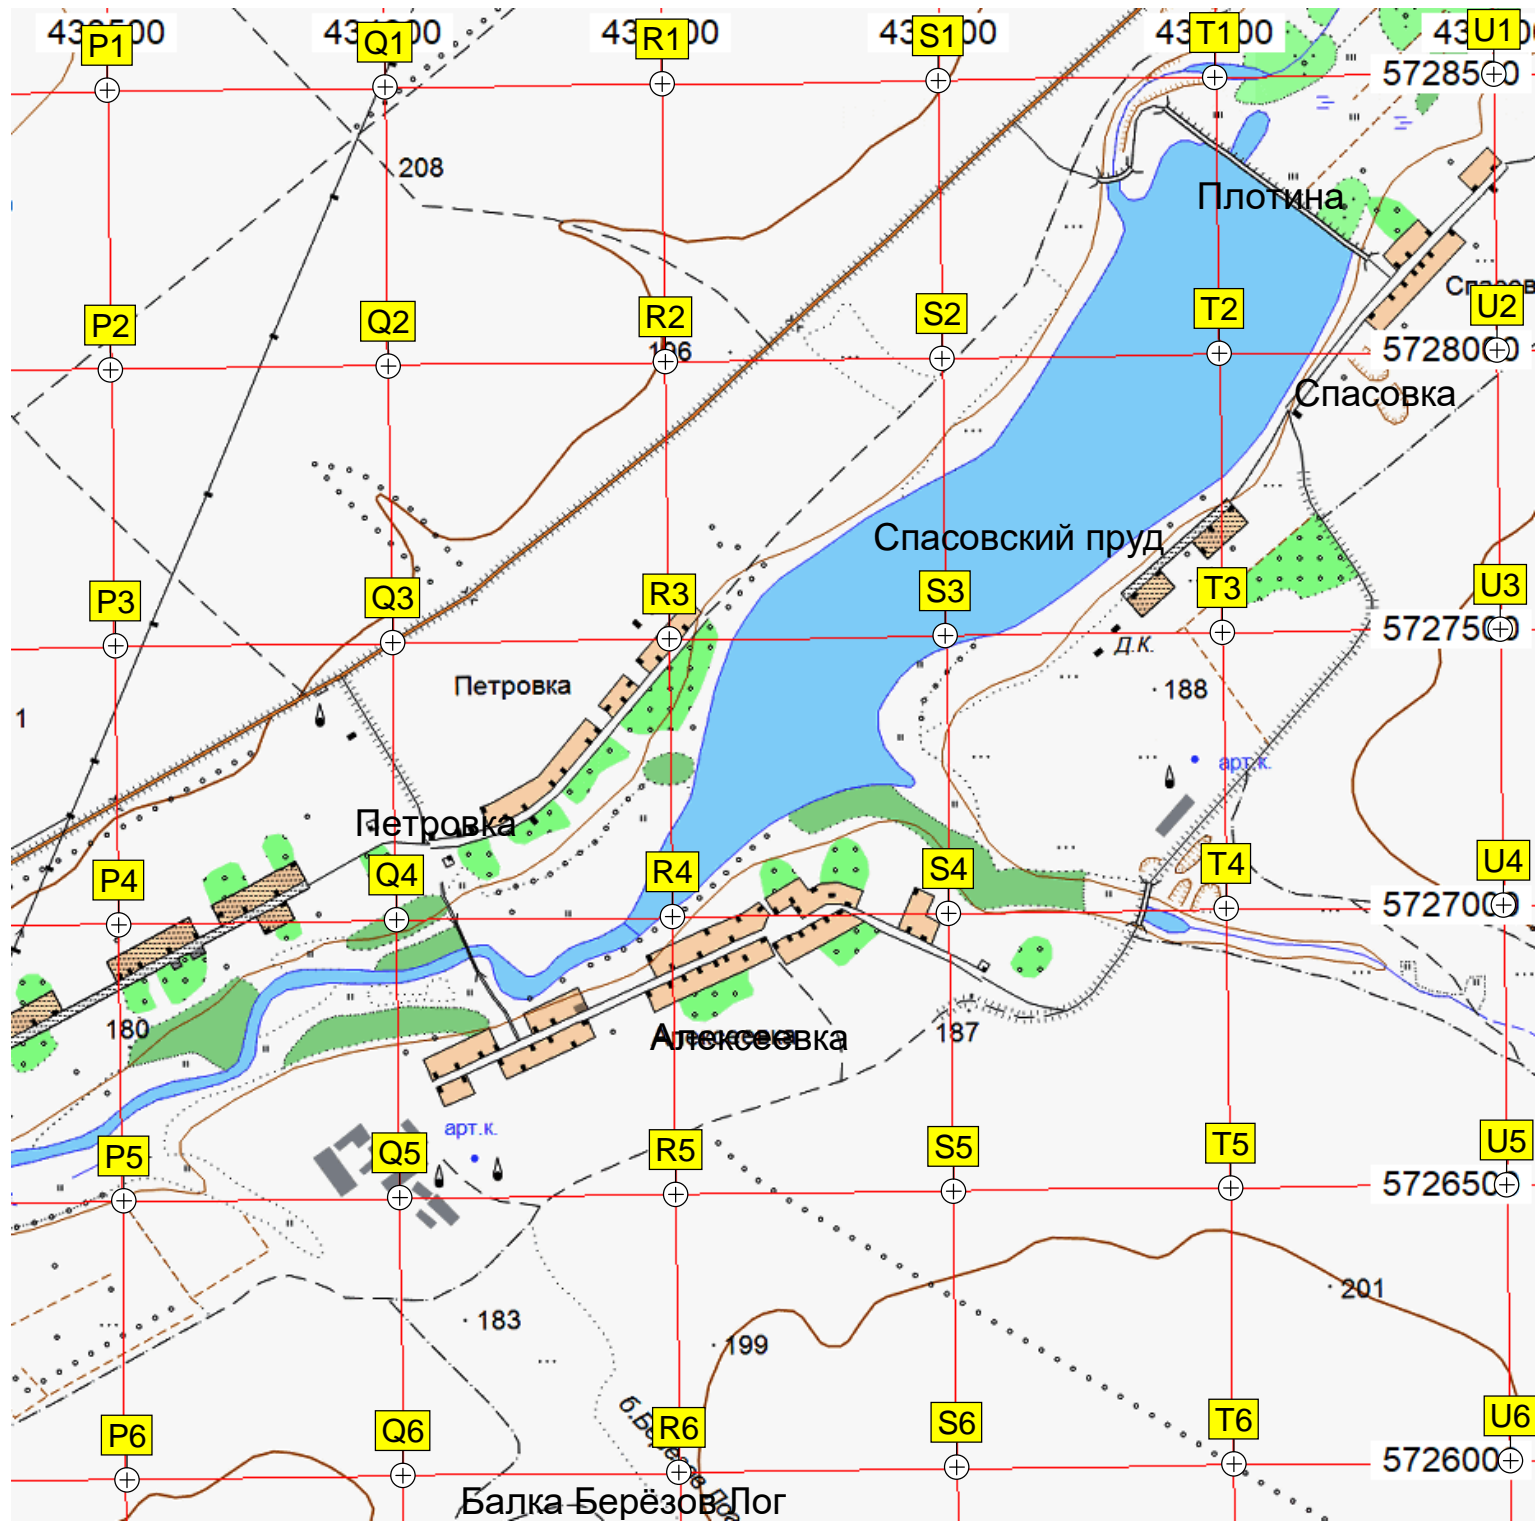 P1
Q1
R1
S1
T1
U1
5728500
208
Плотина
P2
Q2
R2
S2
T2
U2
5728000
Спасовка
Спасовский пруд
P3
Q3
R3
S3
T3
U3
5727500
Д.К.
Петровка
188
1
арт.к.
Петровка
P4
Q4
R4
S4
T4
U4
5727000
180
Алексеевка
187
арт.к.
P5
Q5
R5
S5
T5
U5
5726500
201
183
199
P6
Q6
R6
S6
T6
U6
5726000
Балка Берёзов Лог